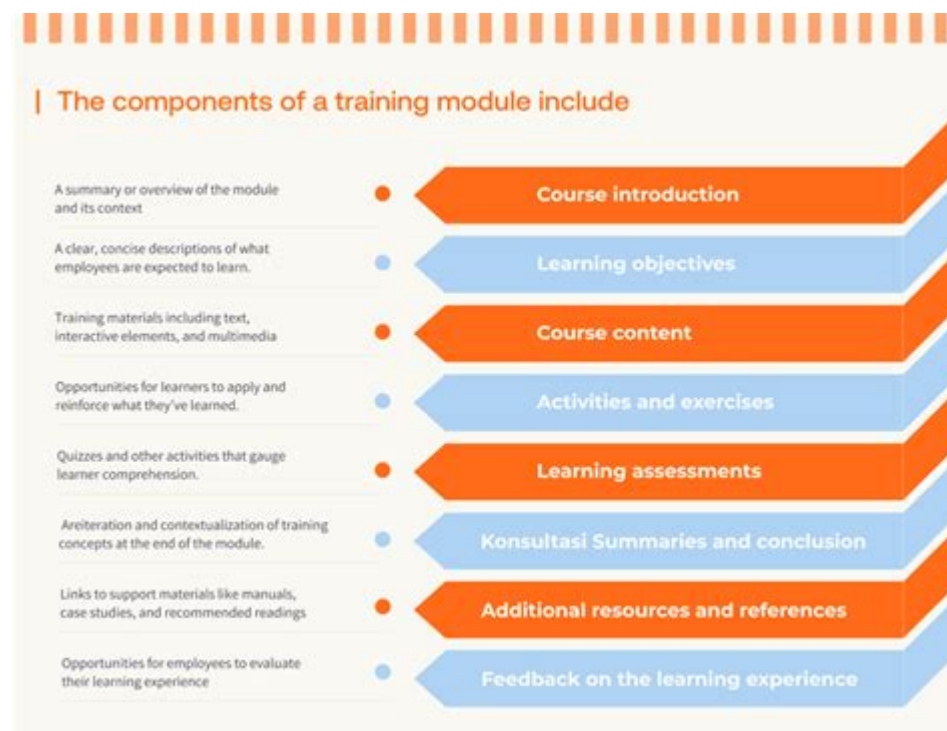 The components of a training module include
A summary or overview of the module
and its context
Course introduction
A clear, concise descriptions of what
employees are expected to learn.
Learning objectives
Training materials including text,
interactive elements, and multimedia
Course content
Opportunities for learners to apply and
reinforce what they've learned.
Activities and exercises
Quizzes and other activities that gauge
learner comprehension.
Learning assessments
Areiteration and contextualization of training
concepts at the end of the module.
Konsultasi Summaries and conclusion
Links to support materials like manuals,
case studies, and recommended readings
Additional resources and references
Opportunities for employees to evaluate
their learning experience
Feedback on the learning experience